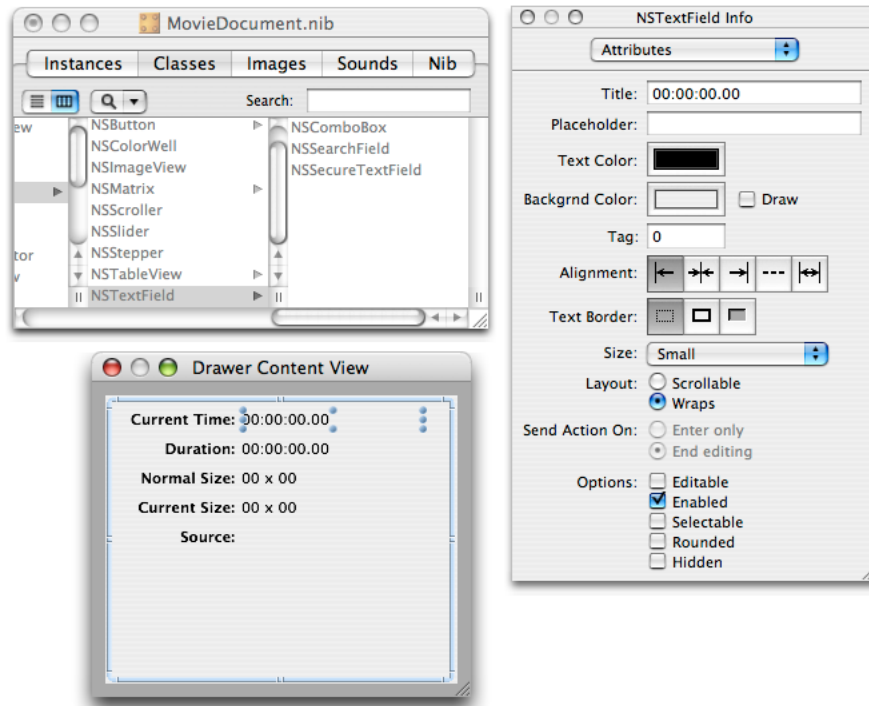 MovieDocument.nib
Instances Classes Images Sounds Nib
Search:
ew NSButton NSComboBox
NSColorWell NSSearchField
NSImageView NSSecureTextField
NSMatrix
NSScroller
NSSlider
tor NSStepper
NSTableView
NSTextField
Drawer Content View
Current Time: 00:00:00.00
Duration: 00:00:00.00
Normal Size: 00 x 00
Current Size: 00 x 00
Source:
NSTextField Info
Attributes
Title: 00:00:00.00
Placeholder:
Text Color:
Backgrnd Color: Draw
Tag: 0
Alignment:
Text Border:
Size: Small
Layout: Scrollable
Wraps
Send Action On: Enter only
End editing
Options: Editable
Enabled
Selectable
Rounded
Hidden